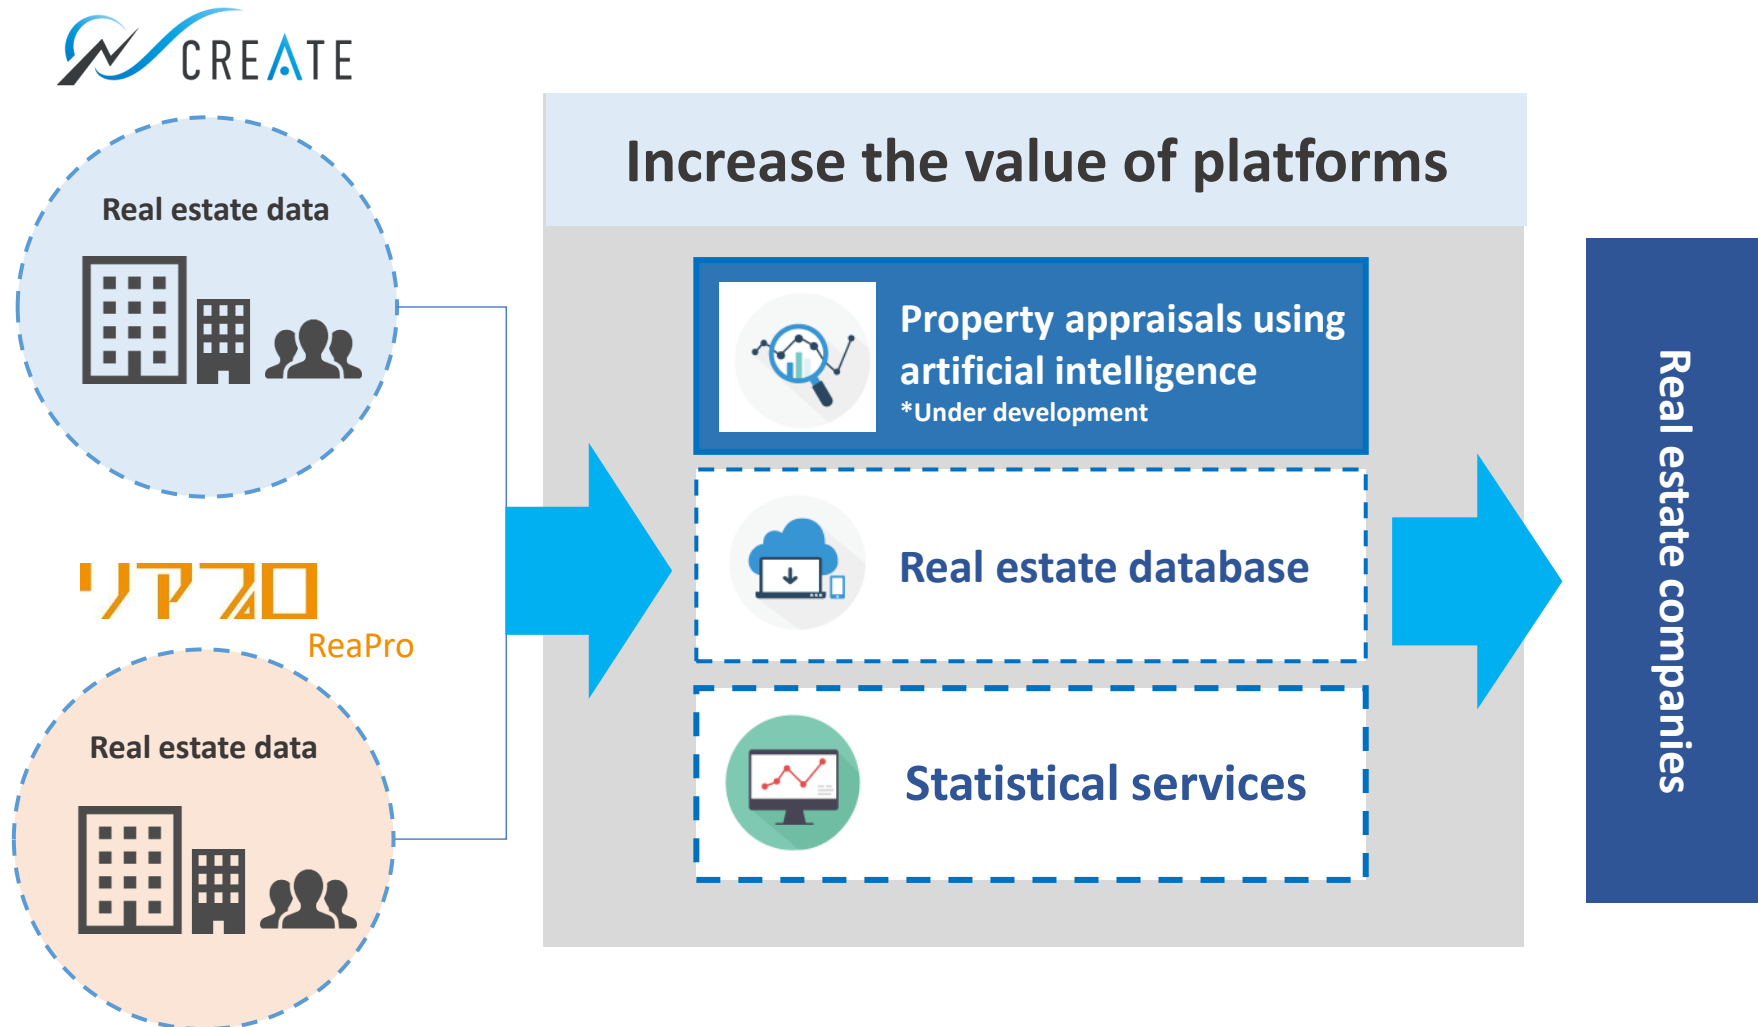 CREATE
Real estate data
リアプロ
ReaPro
Real estate data
Increase the value of platforms
Property appraisals using
artificial intelligence
*Under development
Real estate database
Statistical services
Real estate companies